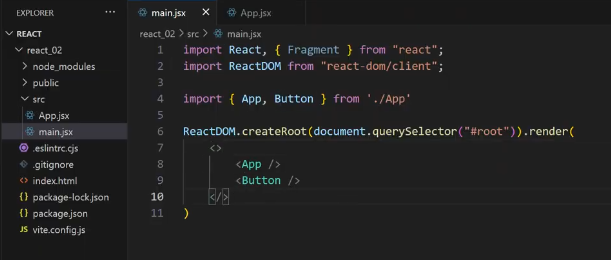 EXPLORER ...
main.jsx × App.jsx
REACT
react_02 > src > main.jsx
react_02
node_modules
public
src
App.jsx
main.jsx
.eslintrc.cjs
.gitignore
index.html
package-lock.json
package.json
vite.config.js
1 import React, { Fragment } from "react";
2 import ReactDOM from "react-dom/client";
3
4 import { App, Button } from './App'
5
6 ReactDOM.createRoot(document.querySelector("#root")).render(
7 <>
8 <App />
9 <Button />
10 </>
11 )